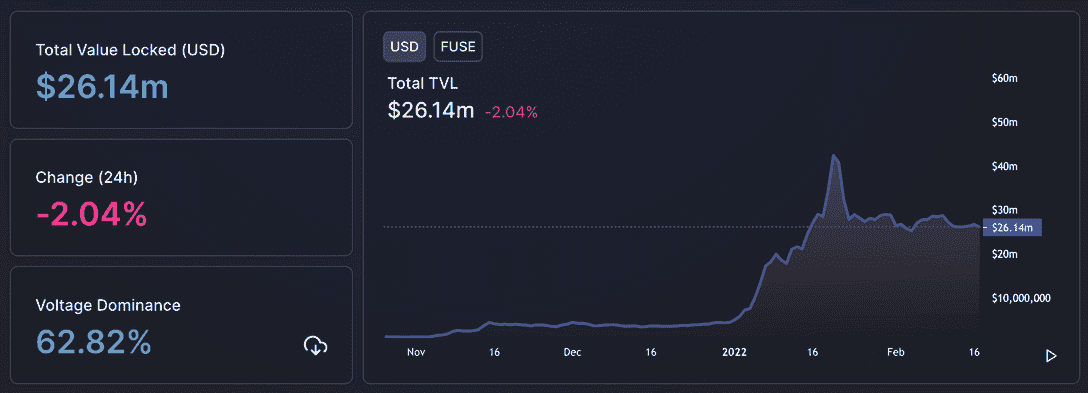 Total Value Locked (USD)
$26.14m
Change (24h)
-2.04%
Voltage Dominance
62.82%
USD FUSE
Total TVL
$26.14m -2.04%
$60m
$50m
$40m
$30m
$26.14m
$20m
$10,000,000
Nov 16 Dec 16 2022 16 Feb 16